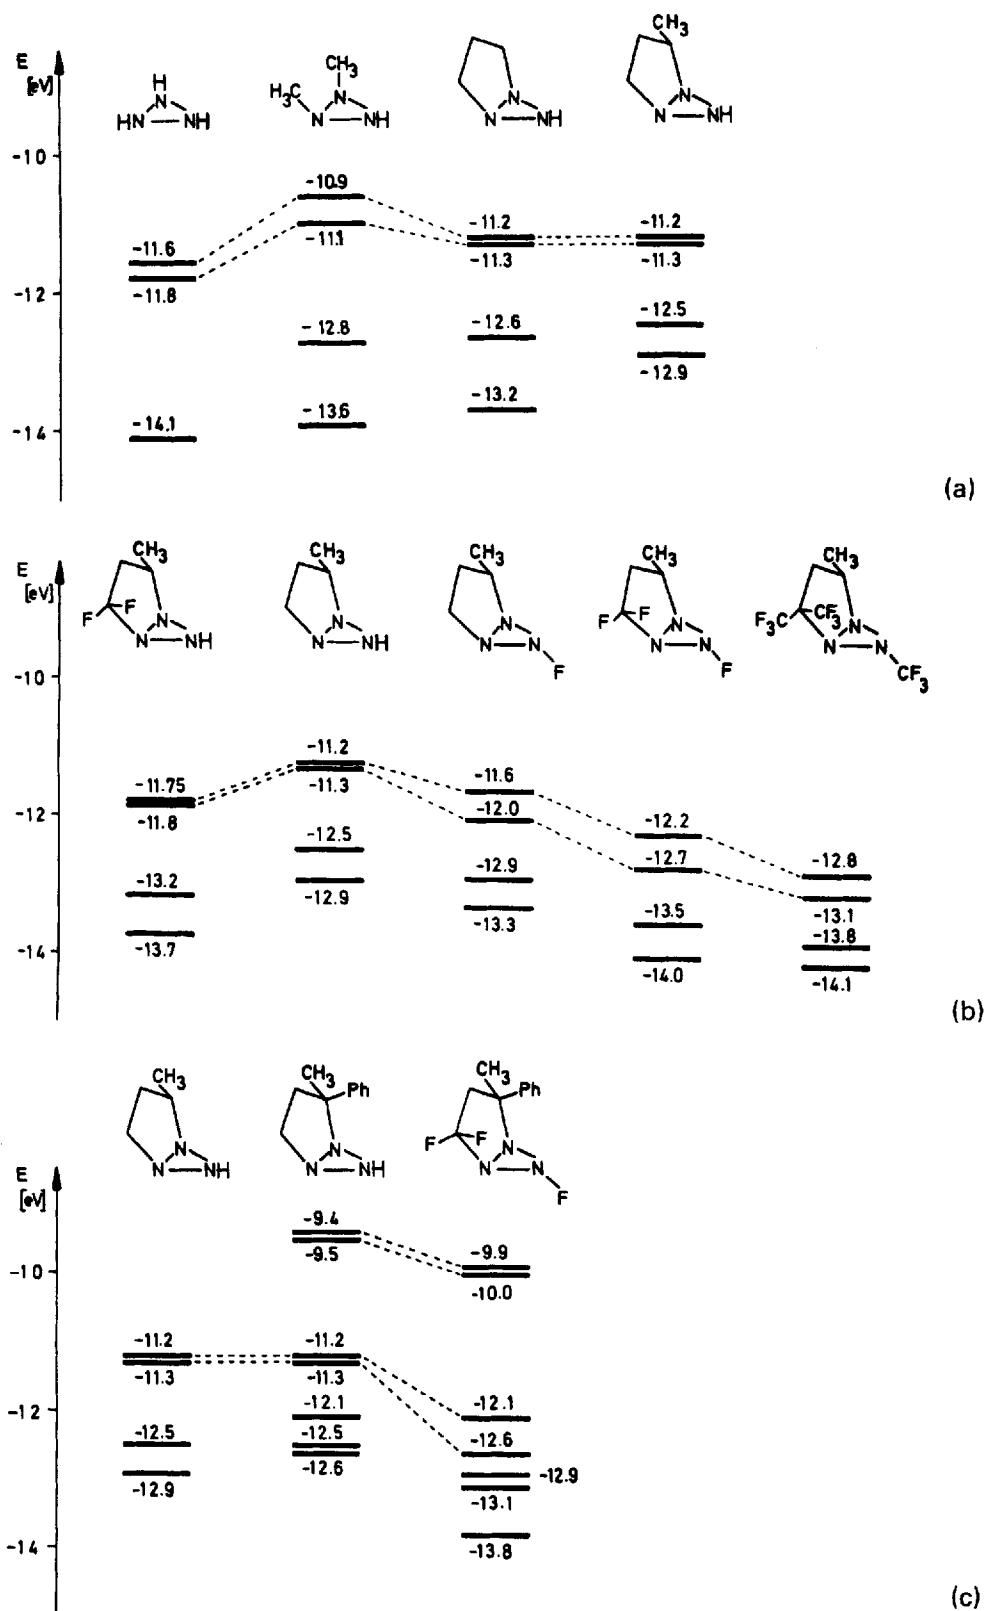 E
[eV]
H
N
HN NH
CH₃
H₃C N
N NH
N
N NH
CH₃
N
N NH
-10
-12
-14
-11.6
-11.8
-14.1
-10.9
-11.1
-12.8
-13.6
-11.2
-11.3
-12.6
-13.2
-11.2
-11.3
-12.5
-12.9
(a)
E
[eV]
CH₃
F F
N
N NH
CH₃
N
N NH
CH₃
N
N N
F
CH₃
F F
N
N N
F
CH₃
F₃C CF₃
N
N N
CF₃
-10
-12
-14
-11.75
-11.8
-13.2
-13.7
-11.2
-11.3
-12.5
-12.9
-11.6
-12.0
-12.9
-13.3
-12.2
-12.7
-13.5
-14.0
-12.8
-13.1
-13.8
-14.1
(b)
E
[eV]
CH₃
N
N NH
CH₃ Ph
N
N NH
CH₃ Ph
F F
N
N N
F
-10
-12
-14
-11.2
-11.3
-12.5
-12.9
-9.4
-9.5
-11.2
-11.3
-12.1
-12.5
-12.6
-9.9
-10.0
-12.1
-12.6
-12.9
-13.1
-13.8
(c)